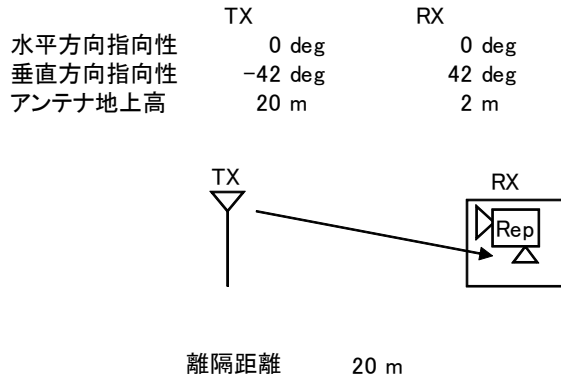 TX RX
水平方向指向性 0 deg 0 deg
垂直方向指向性 -42 deg 42 deg
アンテナ地上高 20 m 2 m
TX
RX
Rep
離隔距離 20 m